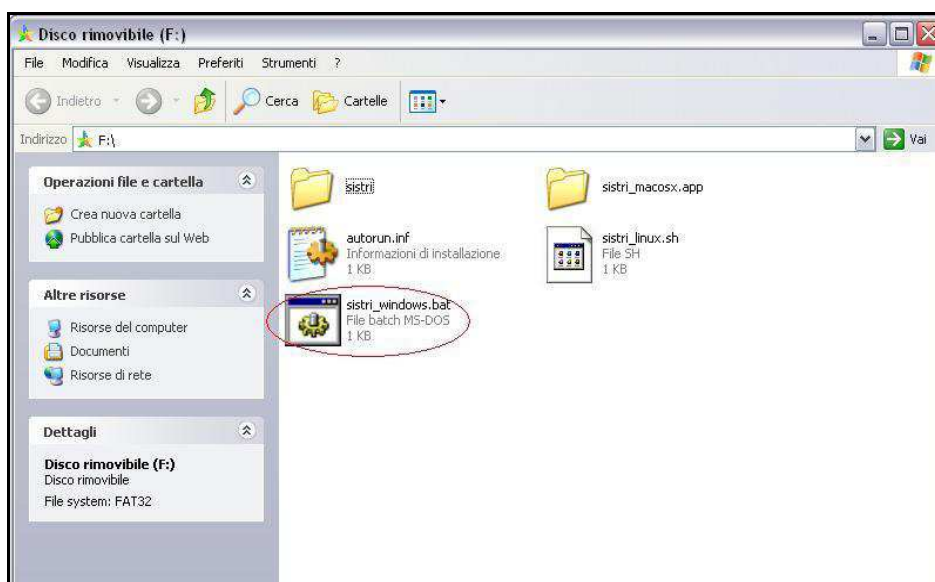 Disco rimovibile (F:)
File Modifica Visualizza Preferiti Strumenti ?
Indietro Cerca Cartelle
Indirizzo F:\ Vai
Operazioni file e cartella
Crea nuova cartella
Pubblica cartella sul Web
Altre risorse
Risorse del computer
Documenti
Risorse di rete
Dettagli
Disco rimovibile (F:)
Disco rimovibile
File system: FAT32
sistri
sistri_macosx.app
autorun.inf
Informazioni di installazione
1 KB
sistri_linux.sh
File SH
1 KB
sistri_windows.bat
File batch MS-DOS
1 KB